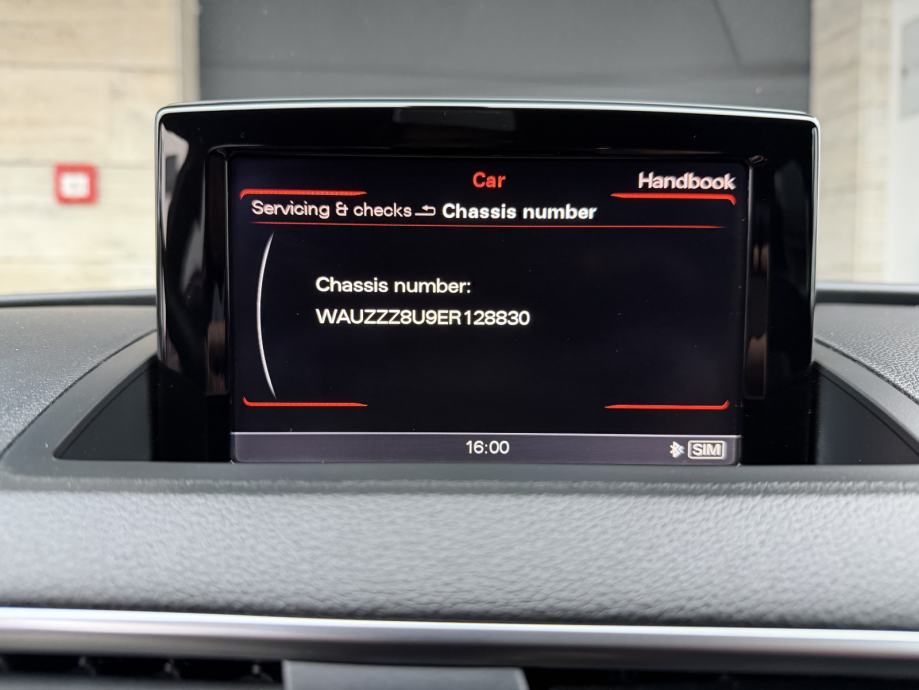 Car
Handbook
Servicing & checks
Chassis number
Chassis number:
WAUZZZ8U9ER128830
16:00
SIM